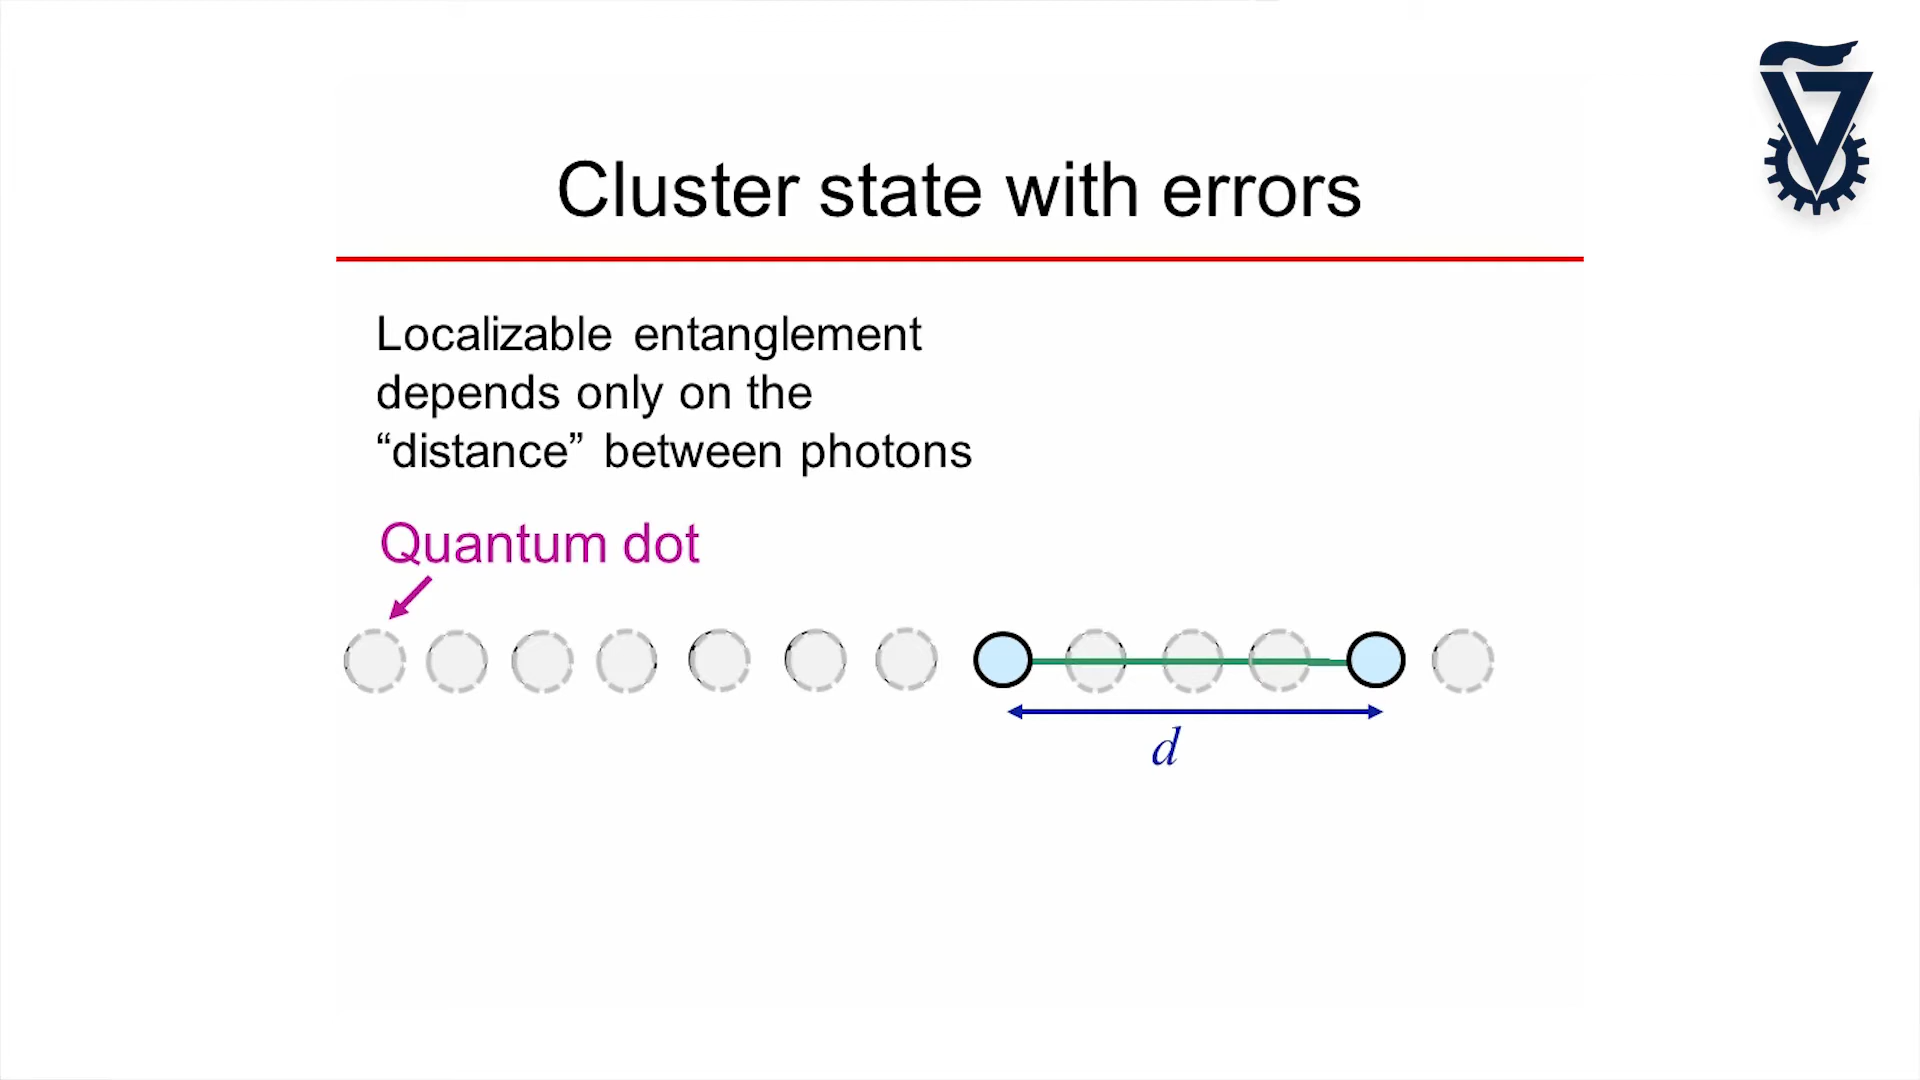 Cluster state with errors
Localizable entanglement
depends only on the
“distance” between photons
Quantum dot
d